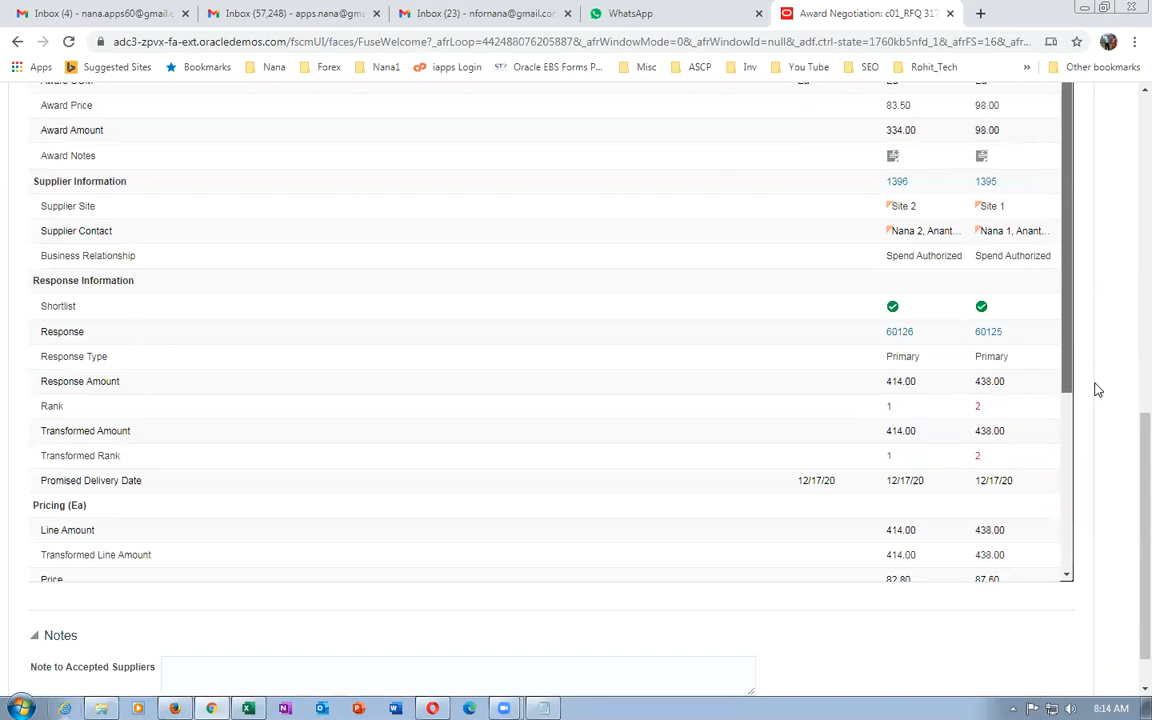 Inbox (4) - nana.apps60@gmail.c
Inbox (57,248) - apps.nana@gma
Inbox (23) - nfornana@gmail.com
WhatsApp
Award Negotiation: c01_RFQ 317
adc3-zpvx-fa-ext.oracledemos.com/fscmUI/faces/FuseWelcome?_afrLoop=442488076205887&_afrWindowMode=0&_afrWindowId=null&_adf.ctrl-state=1760kb5nfd_1&_afrFS=16&_afr...
Apps Suggested Sites Bookmarks Nana Forex Nana1 iapps Login Oracle EBS Forms P... Misc ASCP Inv You Tube SEO Rohit_Tech » Other bookmarks
Award Price 83.50 98.00
Award Amount 334.00 98.00
Award Notes
Supplier Information 1396 1395
Supplier Site Site 2 Site 1
Supplier Contact Nana 2, Anant... Nana 1, Anant...
Business Relationship Spend Authorized Spend Authorized
Response Information
Shortlist
Response 60126 60125
Response Type Primary Primary
Response Amount 414.00 438.00
Rank 1 2
Transformed Amount 414.00 438.00
Transformed Rank 1 2
Promised Delivery Date 12/17/20 12/17/20 12/17/20
Pricing (Ea)
Line Amount 414.00 438.00
Transformed Line Amount 414.00 438.00
Price 82.80 87.60
Notes
Note to Accepted Suppliers
8:14 AM